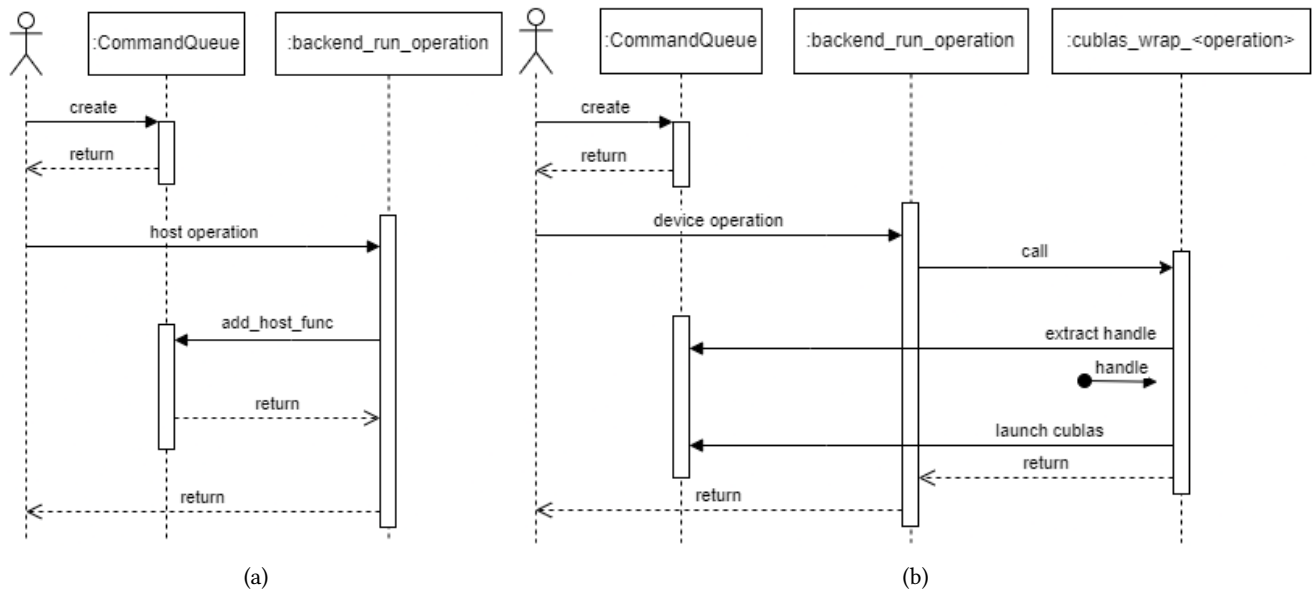 :CommandQueue
:backend_run_operation
create
return
host operation
add_host_func
return
return
(a)
:CommandQueue
:backend_run_operation
:cublas_wrap_<operation>
create
return
device operation
call
extract handle
handle
launch cublas
return
return
(b)